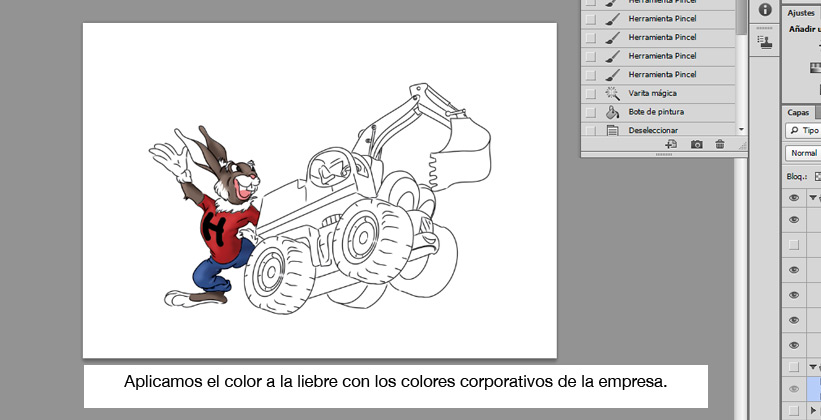 Herramienta Pincel
Herramienta Pincel
Herramienta Pincel
Herramienta Pincel
Herramienta Pincel
Varita mágica
Bote de pintura
Deseleccionar
Ajustes
Añadir u
Capas
Tipo
Normal
Bloq.:
H
Aplicamos el color a la liebre con los colores corporativos de la empresa.